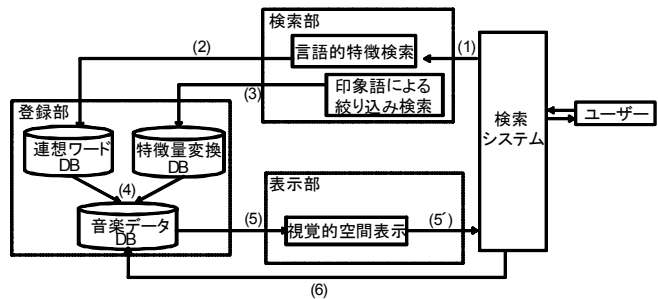 検索部
(2)
言語的特徴検索
(1)
印象語による
絞り込み検索
(3)
登録部
連想ワード
DB
特徴量変換
DB
(4)
音楽データ
DB
(5)
表示部
視覚的空間表示
(5´)
検索
システム
ユーザー
(6)